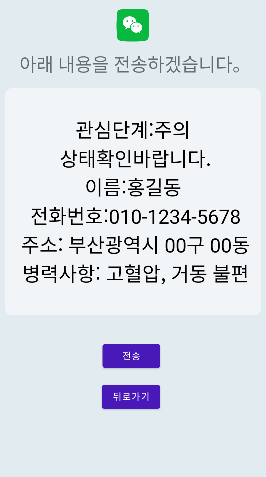 아래 내용을 전송하겠습니다.
관심단계:주의
상태확인바랍니다.
이름:홍길동
전화번호:010-1234-5678
주소: 부산광역시 00구 00동
병력사항: 고혈압, 거동 불편
전송
뒤로가기